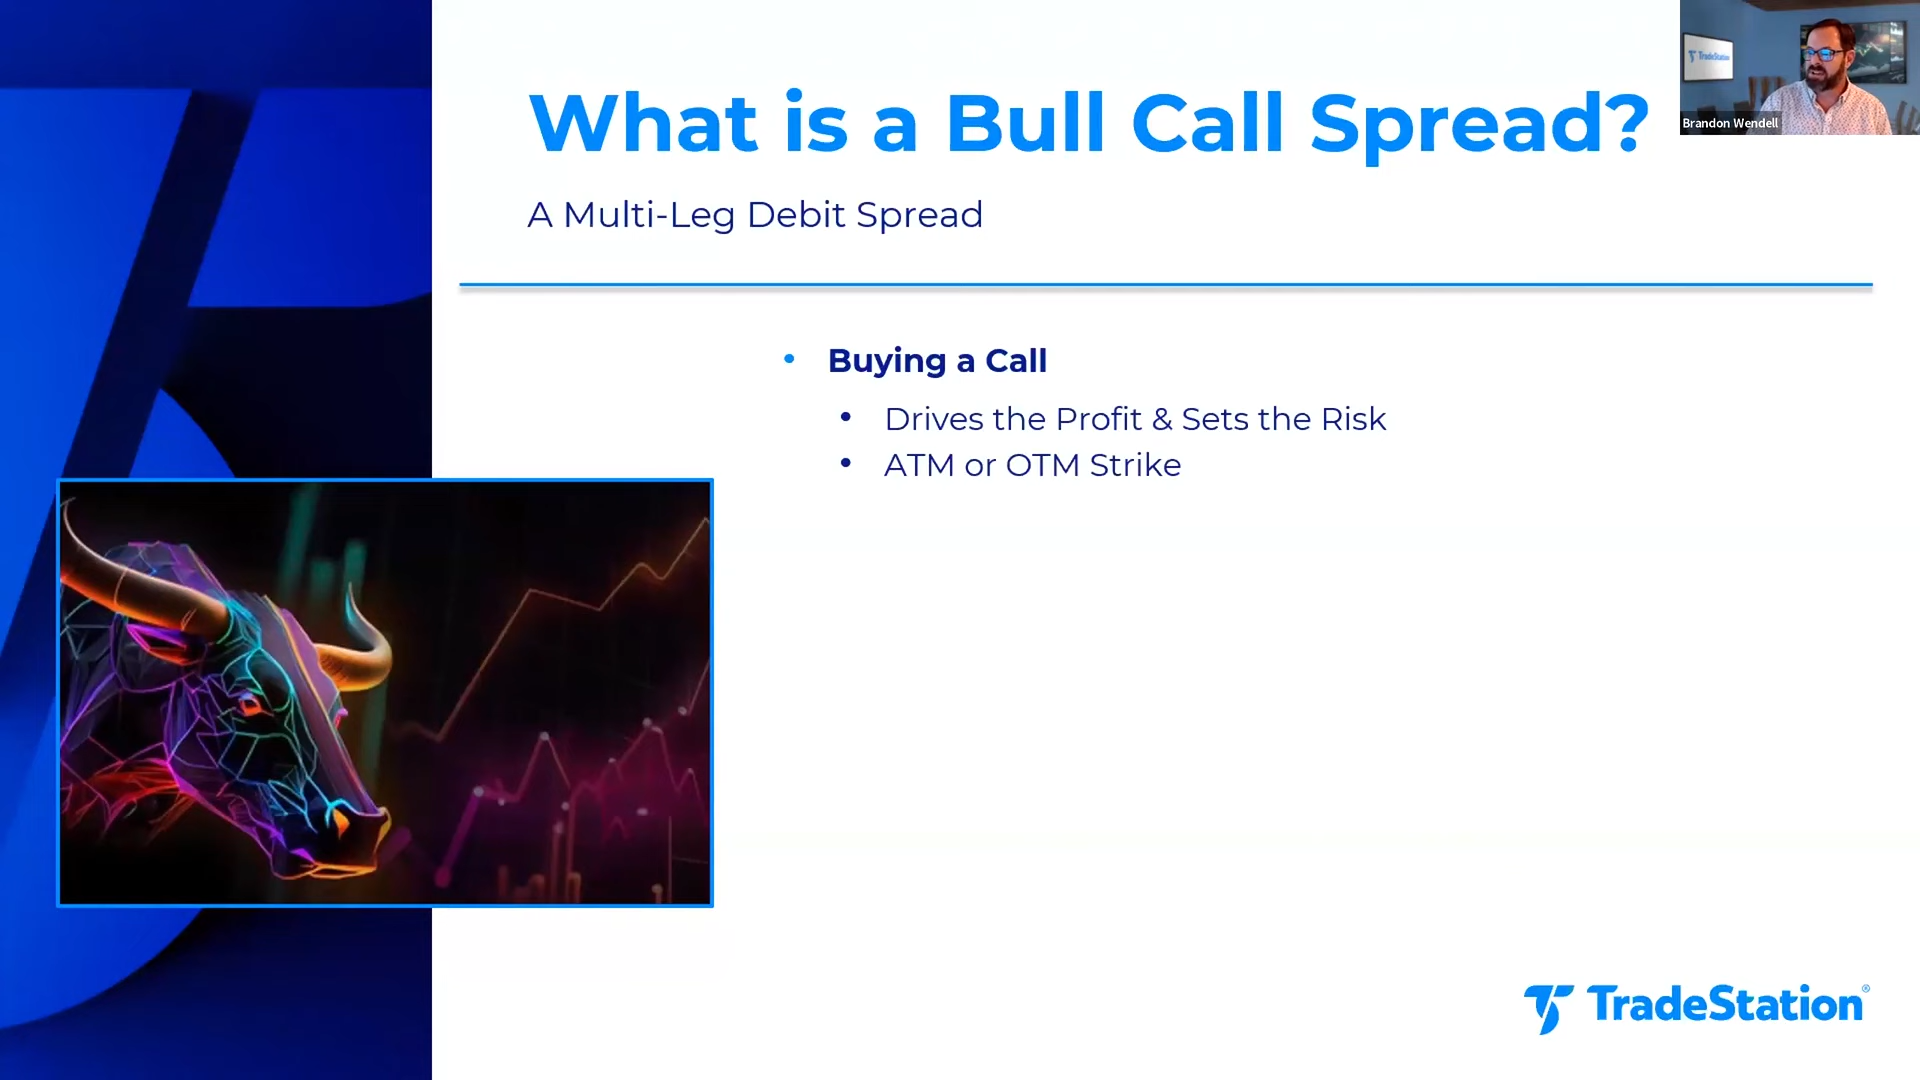 What is a Bull Call Spread?
A Multi-Leg Debit Spread
TradeStation
Brandon Wendell
• Buying a Call
• Drives the Profit & Sets the Risk
• ATM or OTM Strike
TradeStation®